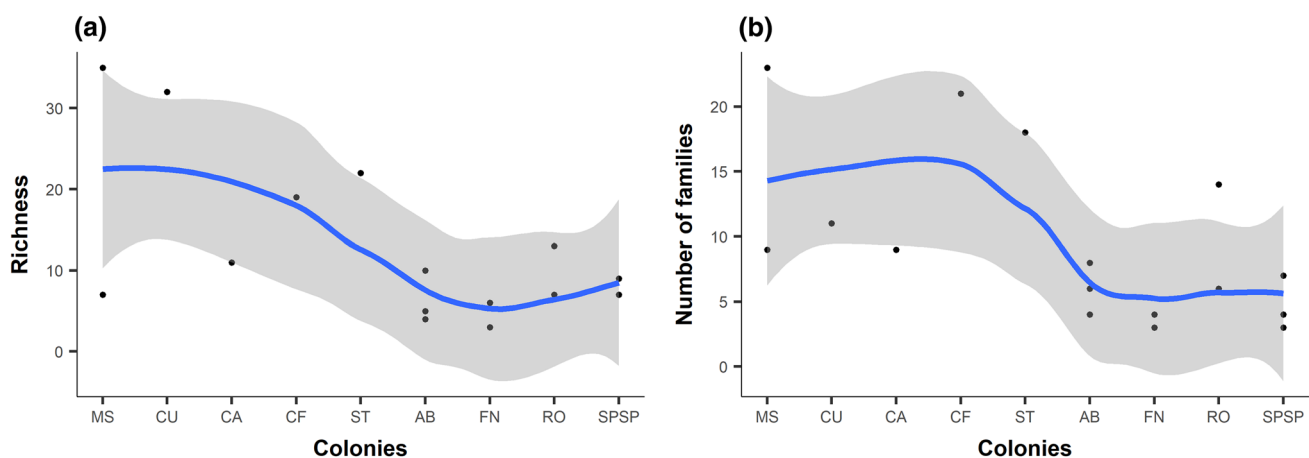 (a)
Richness
30
20
10
0
MS CU CA CF ST AB FN RO SPSP
Colonies
(b)
Number of families
20
15
10
5
0
MS CU CA CF ST AB FN RO SPSP
Colonies